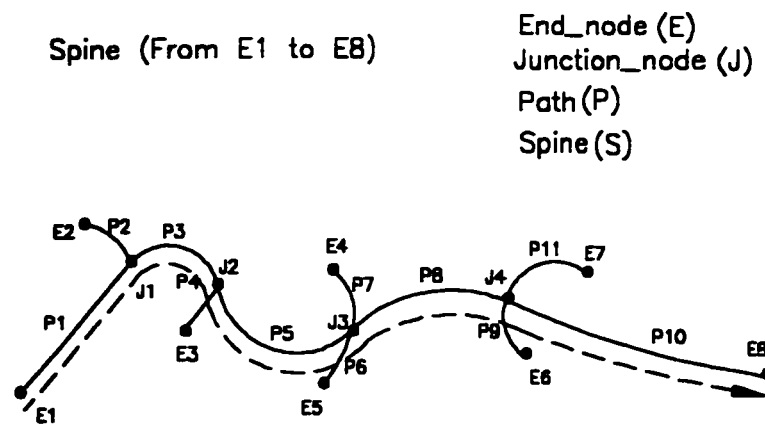 Spine (From E1 to E8)
End_node (E)
Junction_node (J)
Path (P)
Spine (S)
E2
P2
P3
J1
P4
J2
E3
P1
E1
P5
E4
P7
J3
P6
E5
P8
J4
P11
E7
P9
E6
P10
E8